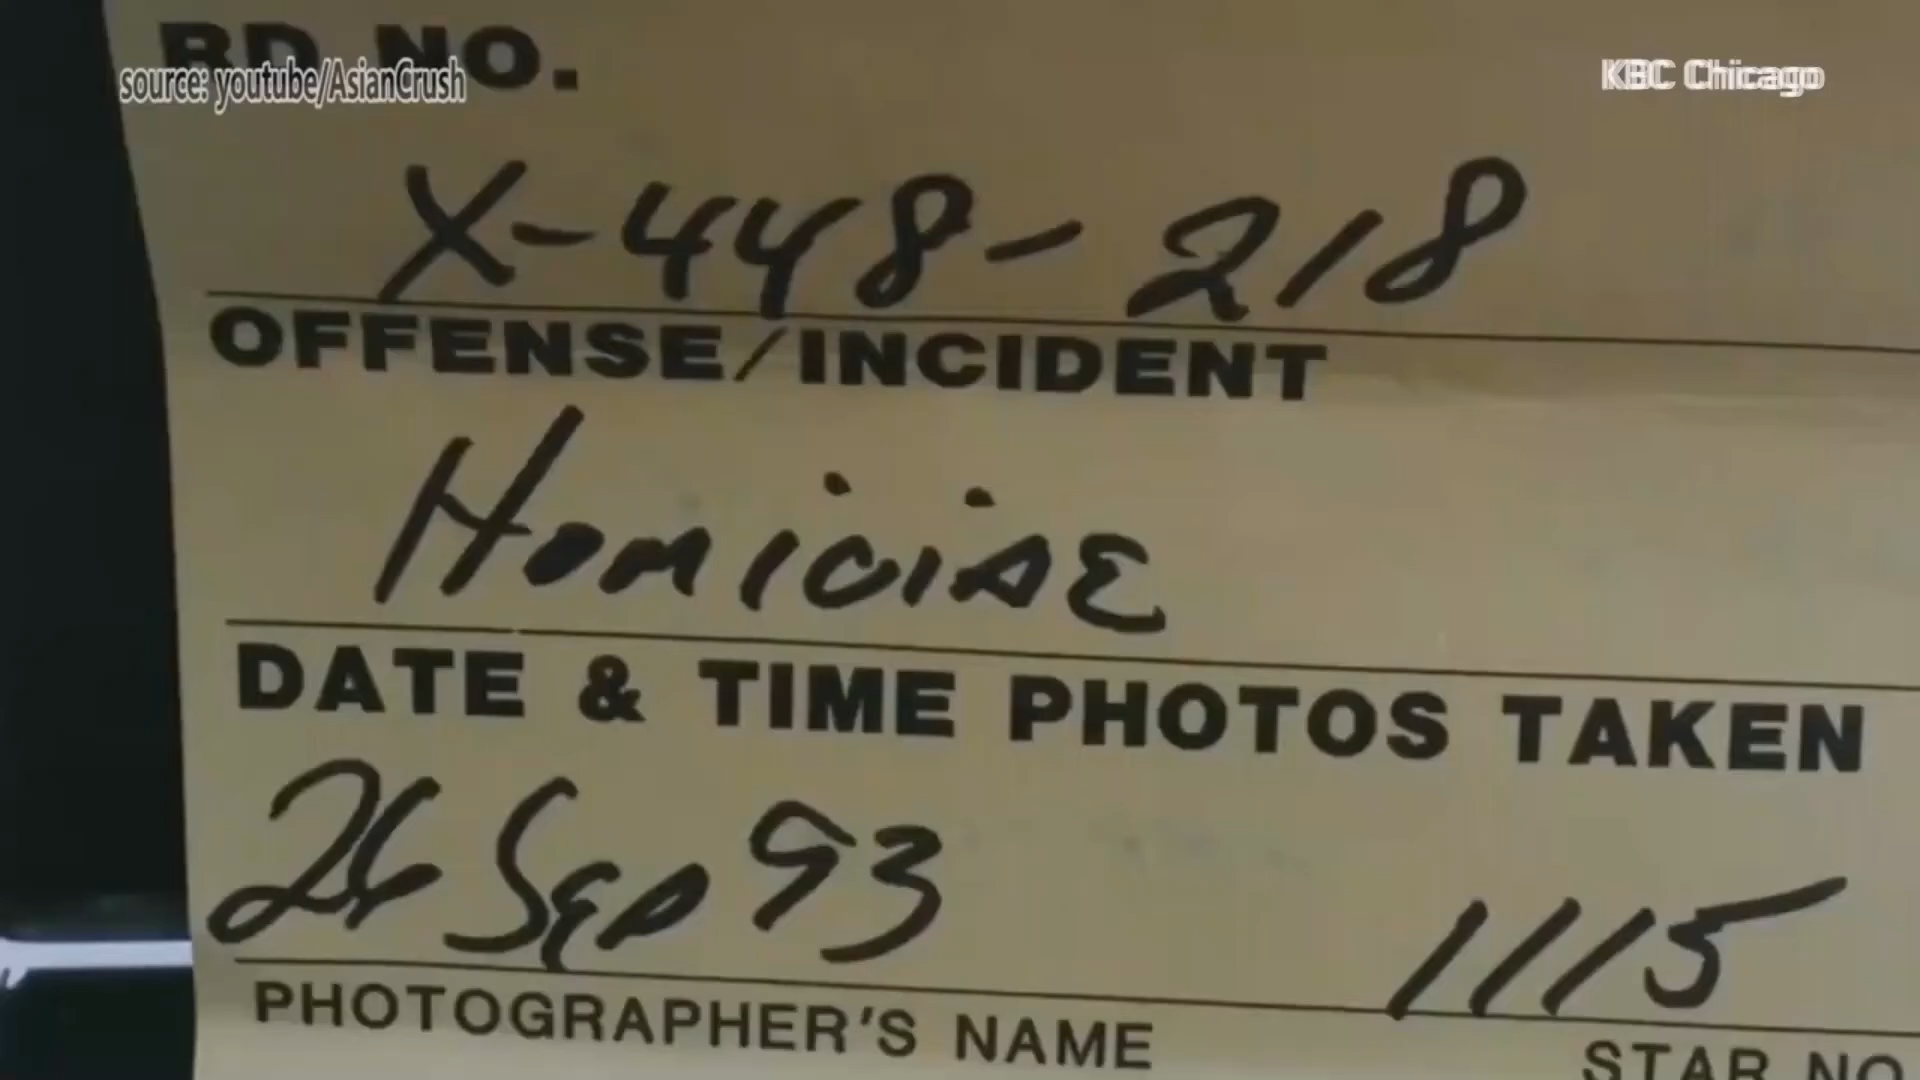 RD NO.
source: youtube/AsianCrush
KBC Chicago
X-448-218
OFFENSE/INCIDENT
Homicide
DATE & TIME PHOTOS TAKEN
26 Sep 93 1115
PHOTOGRAPHER'S NAME
STAR NO